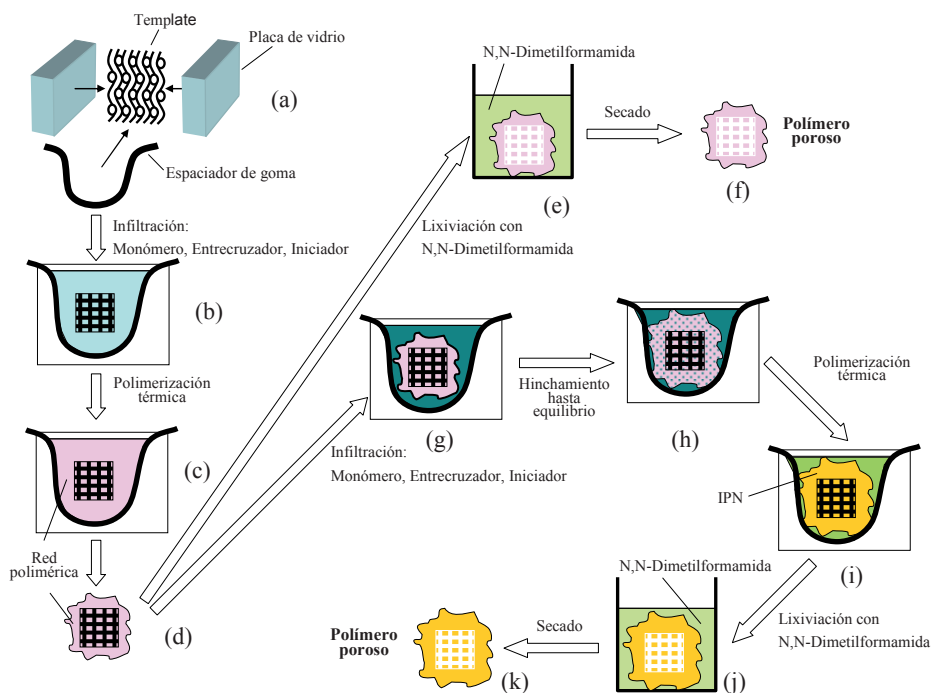 Template
Placa de vidrio
(a)
Espaciador de goma
Infiltración:
Monómero, Entrecruzador, Iniciador
(b)
Polimerización
térmica
(c)
Red
polimérica
(d)
N,N-Dimetilformamida
(e)
Secado
Polímero
poroso
(f)
Lixiviación con
N,N-Dimetilformamida
(g)
Infiltración:
Monómero, Entrecruzador, Iniciador
Hinchamiento
hasta
equilibrio
(h)
Polimerización
térmica
IPN
(i)
Lixiviación con
N,N-Dimetilformamida
N,N-Dimetilformamida
(j)
Secado
Polímero
poroso
(k)